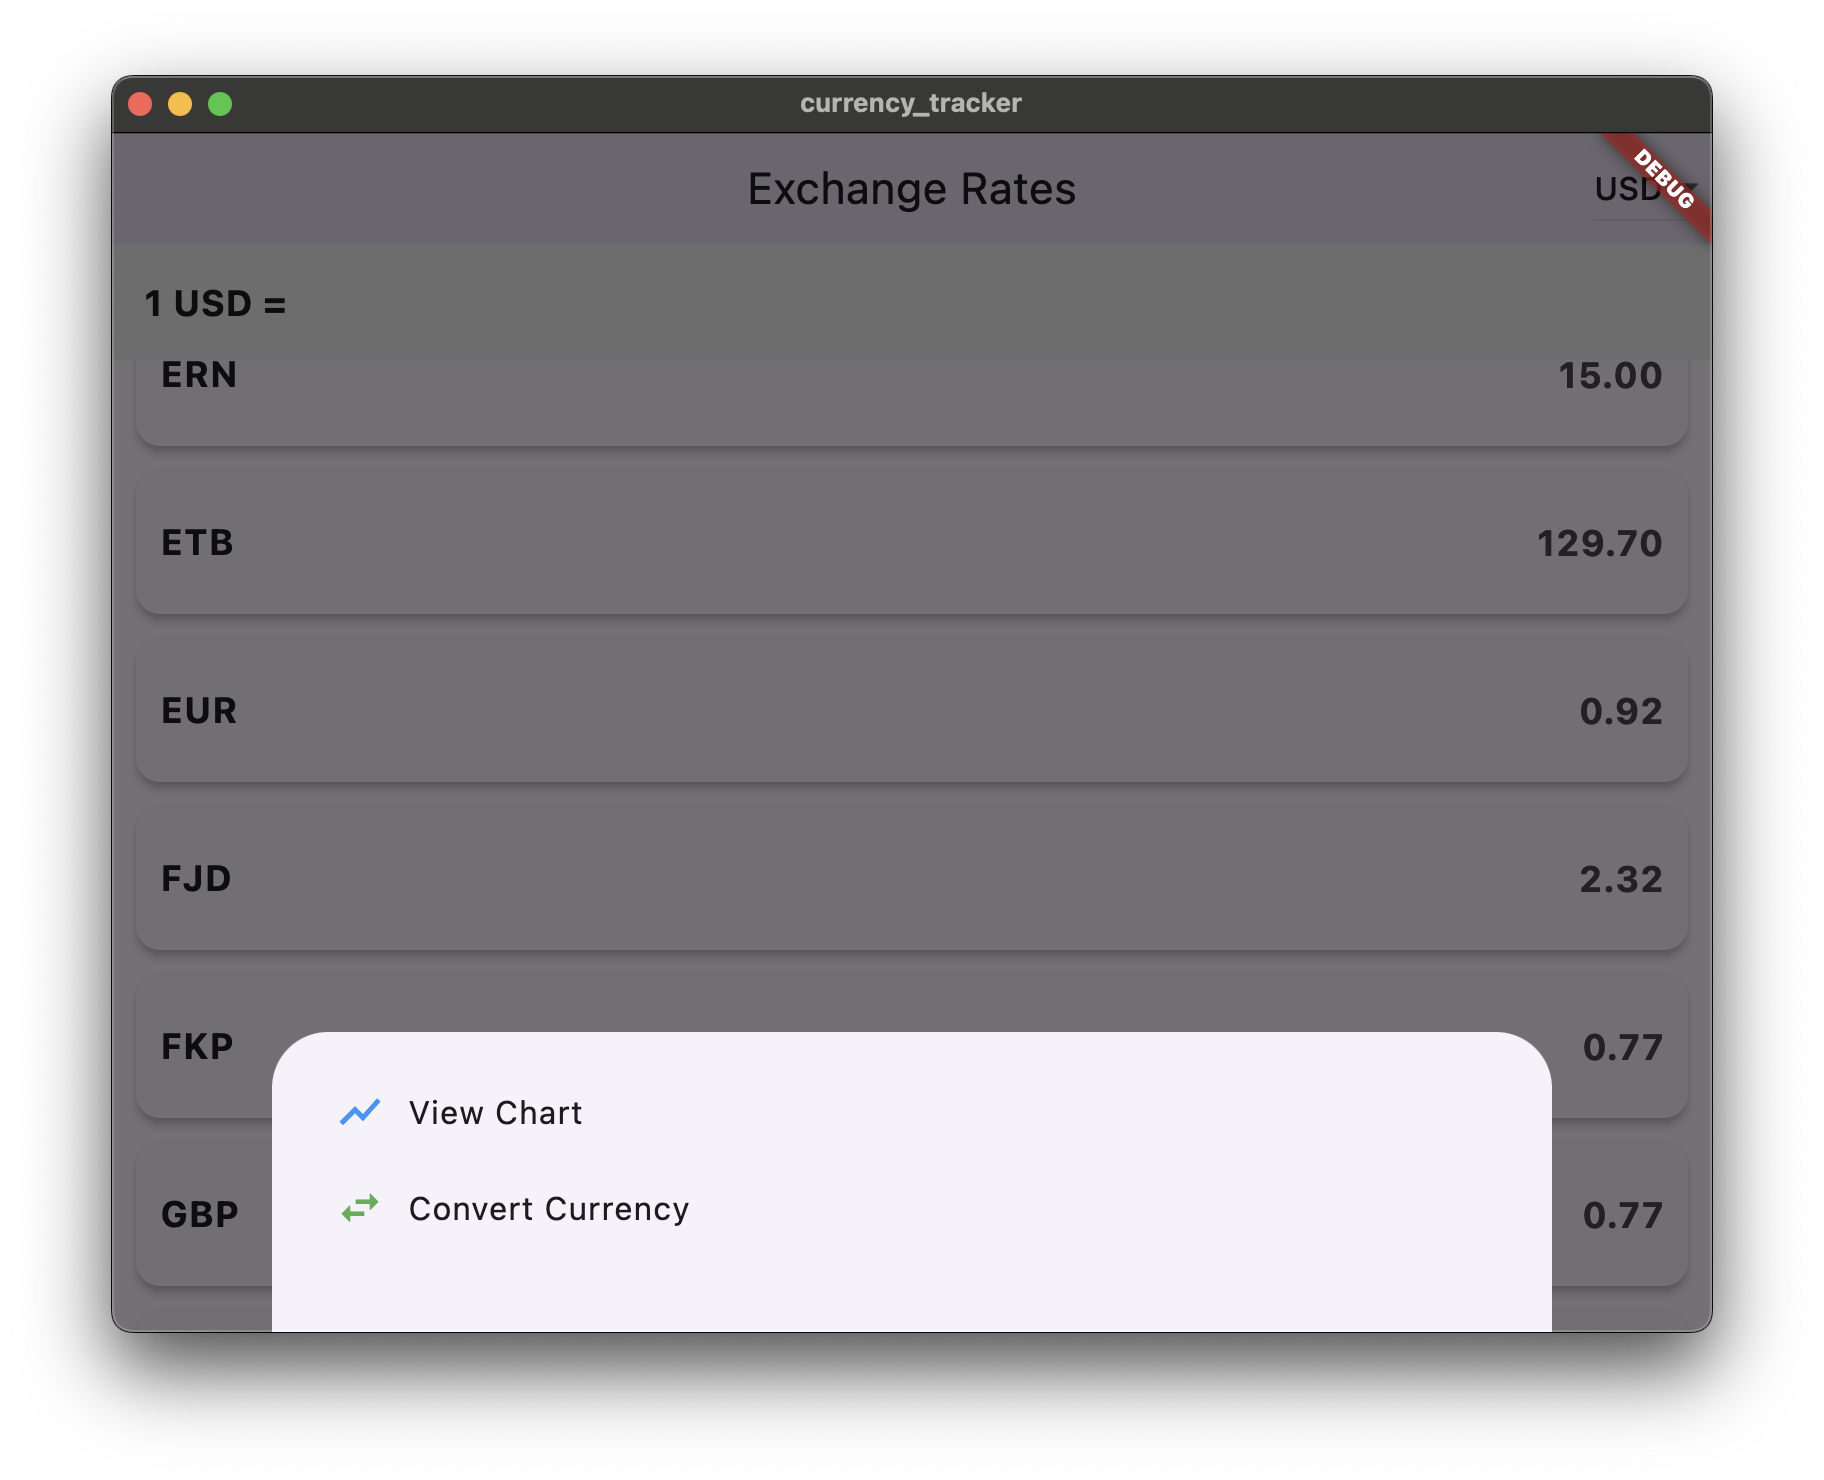 currency_tracker
Exchange Rates
USD
DEBUG
1 USD =
ERN 15.00
ETB 129.70
EUR 0.92
FJD 2.32
FKP 0.77
GBP 0.77
View Chart
Convert Currency